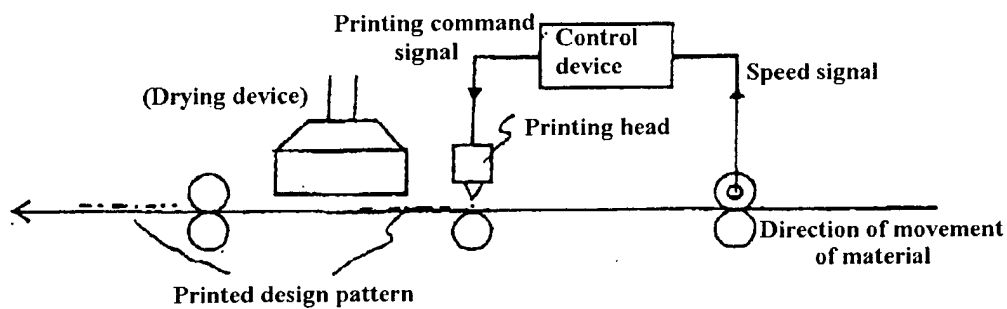 Printing command
signal
Control
device
Speed signal
(Drying device)
Printing head
Direction of movement
of material
Printed design pattern